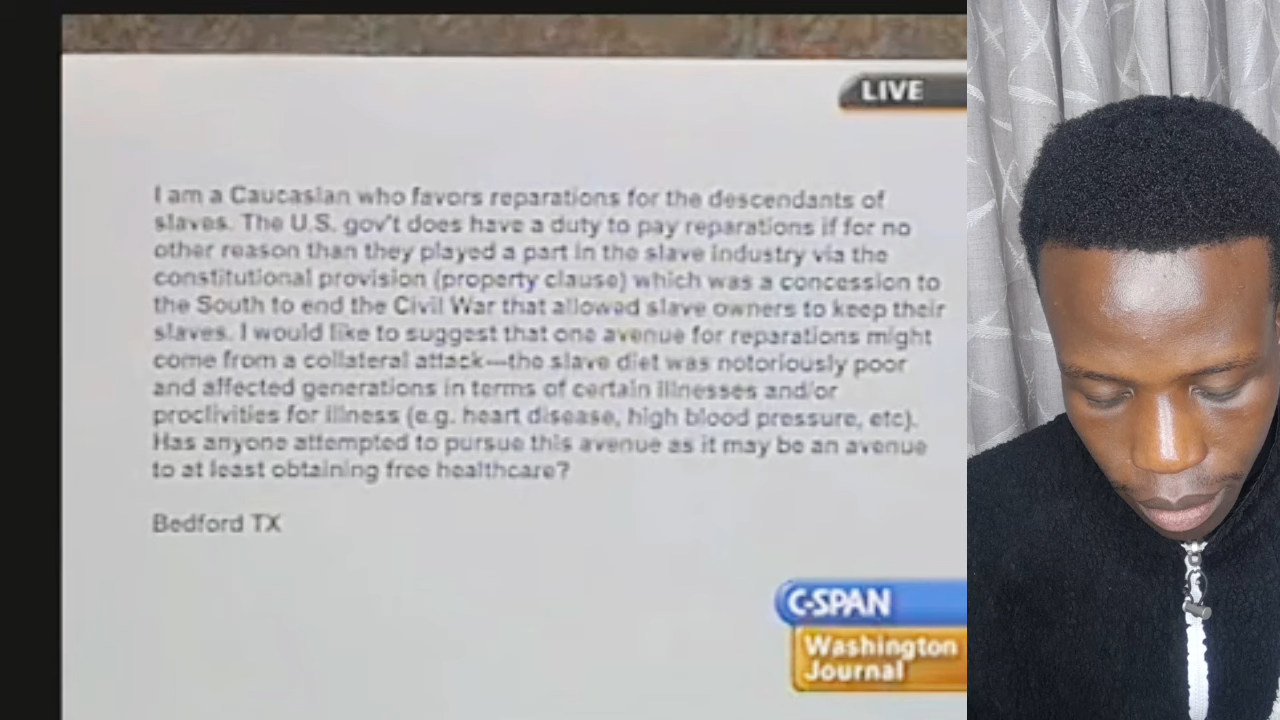 LIVE
I am a Caucasian who favors reparations for the descendants of
slaves. The U.S. gov't does have a duty to pay reparations if for no
other reason than they played a part in the slave industry via the
constitutional provision (property clause) which was a concession to
the South to end the Civil War that allowed slave owners to keep their
slaves. I would like to suggest that one avenue for reparations might
come from a collateral attack—the slave diet was notoriously poor
and affected generations in terms of certain illnesses and/or
proclivities for illness (e.g. heart disease, high blood pressure, etc).
Has anyone attempted to pursue this avenue as it may be an avenue
to at least obtaining free healthcare?
Bedford TX
C-SPAN
Washington
Journal